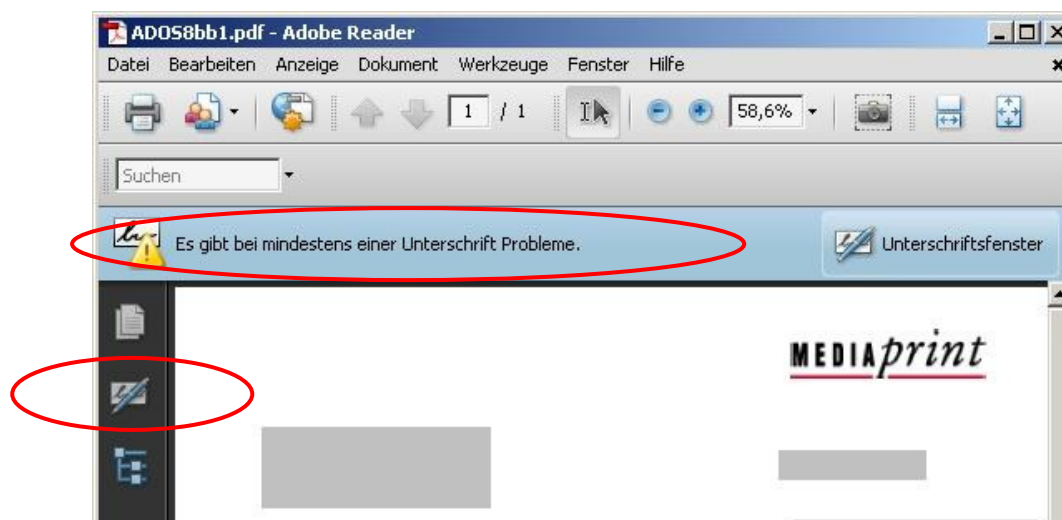 ADOS8bb1.pdf - Adobe Reader
Datei Bearbeiten Anzeige Dokument Werkzeuge Fenster Hilfe
1 / 1 58,6%
Suchen
Es gibt bei mindestens einer Unterschrift Probleme. Unterschriftsfenster
MEDIAprint